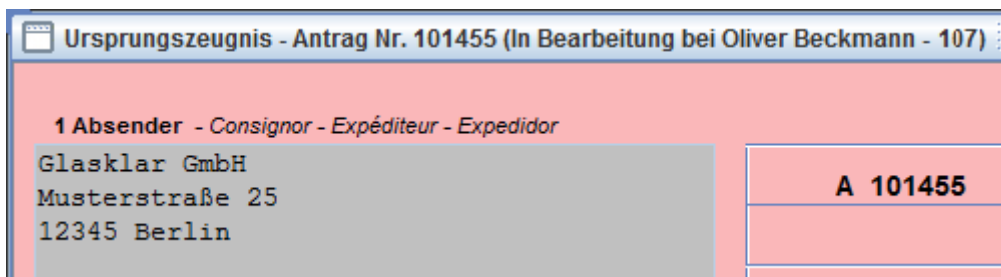 Ursprungszeugnis - Antrag Nr. 101455 (In Bearbeitung bei Oliver Beckmann - 107)
1 Absender - Consignor - Expéditeur - Expedidor
Glasklar GmbH
Musterstraße 25
12345 Berlin
A 101455